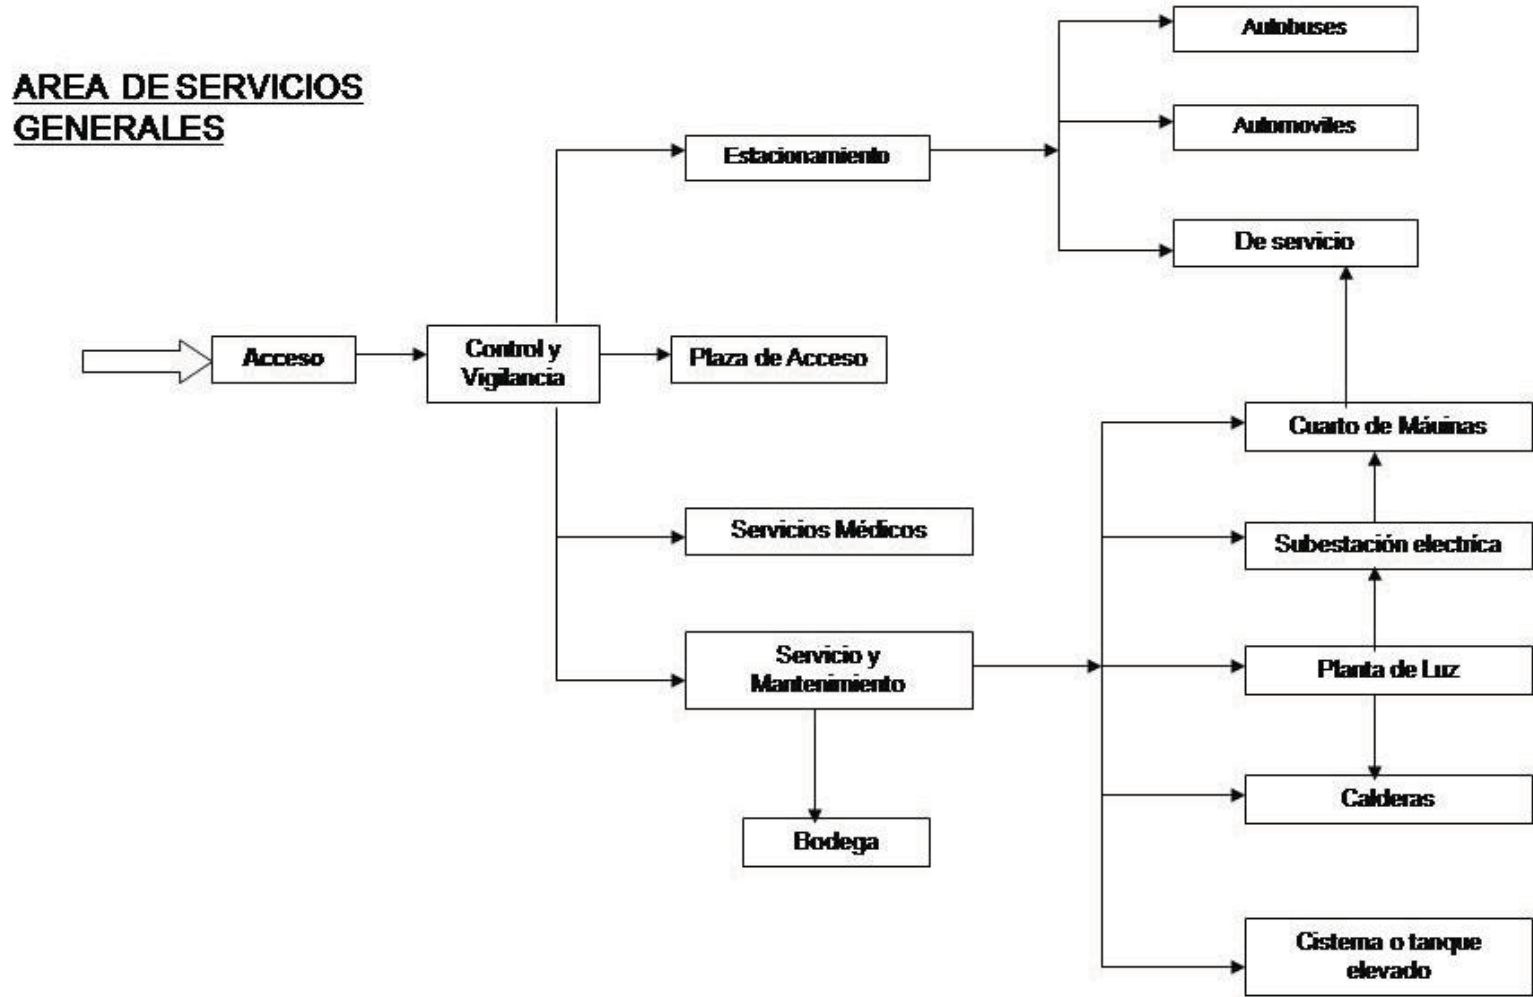 AREA DE SERVICIOS
GENERALES
Autobuses
Automoviles
Estacionamiento
De servicio
Acceso
Control y
Vigilancia
Plaza de Acceso
Cuarto de Máuinas
Servicios Médicos
Subestación electríca
Servicio y
Mantenimiento
Planta de Luz
Bodega
Calderas
Cisterna o tanque
elevado